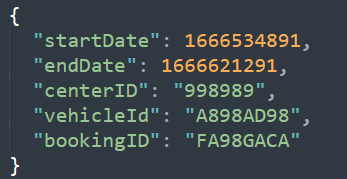 {
"startDate": 1666534891,
"endDate": 1666621291,
"centerID": "998989",
"vehicleId": "A898AD98",
"bookingID": "FA98GACA"
}